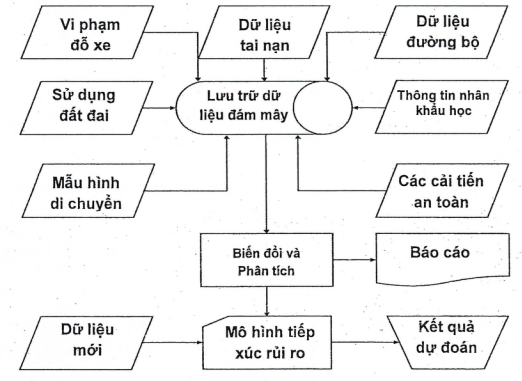 Vi phạm
đỗ xe
Dữ liệu
tai nạn
Dữ liệu
đường bộ
Sử dụng
đất đai
Lưu trữ dữ
liệu đám mây
Thông tin nhân
khẩu học
Mẫu hình
di chuyển
Các cải tiến
an toàn
Biến đổi và
Phân tích
Báo cáo
Dữ liệu
mới
Mô hình tiếp
xúc rủi ro
Kết quả
dự đoán